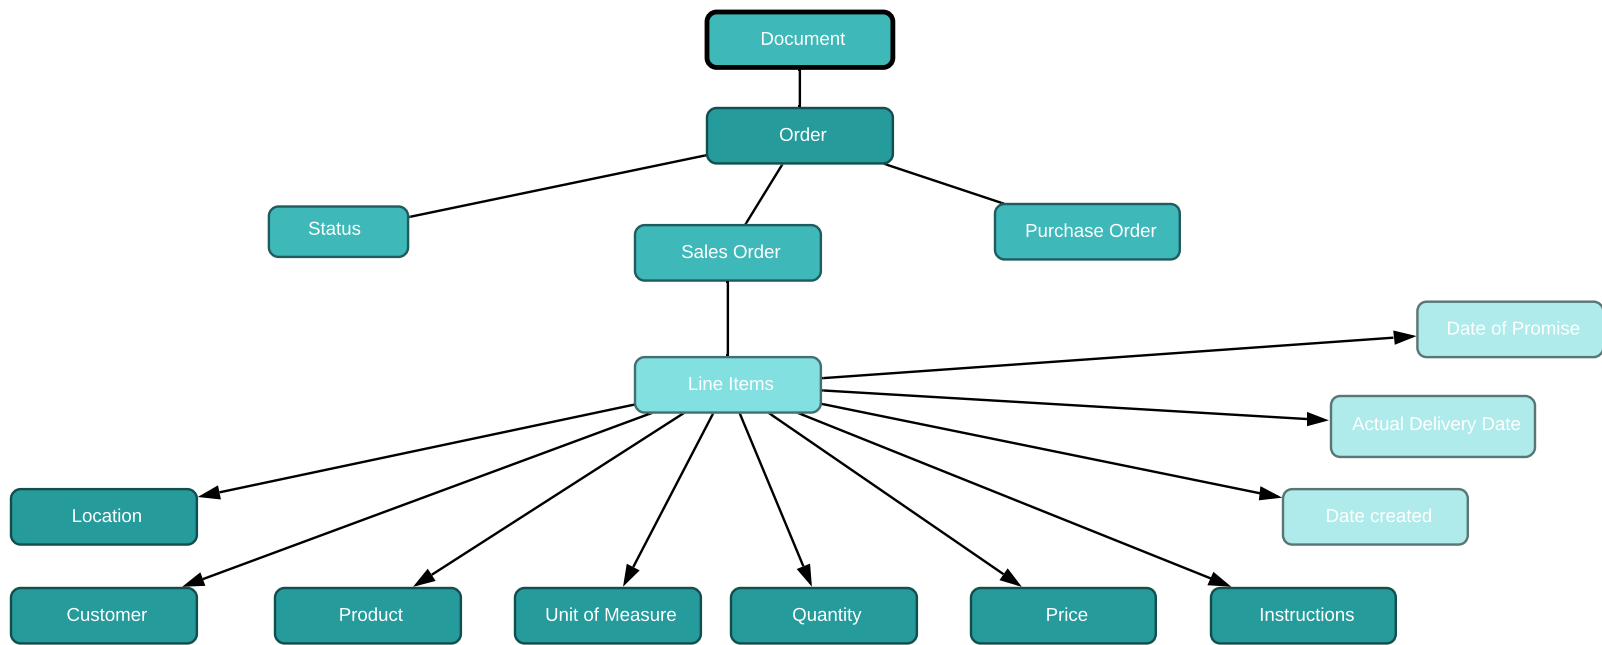 Document
Order
Status
Sales Order
Purchase Order
Date of Promise
Line Items
Actual Delivery Date
Location
Date created
Customer
Product
Unit of Measure
Quantity
Price
Instructions